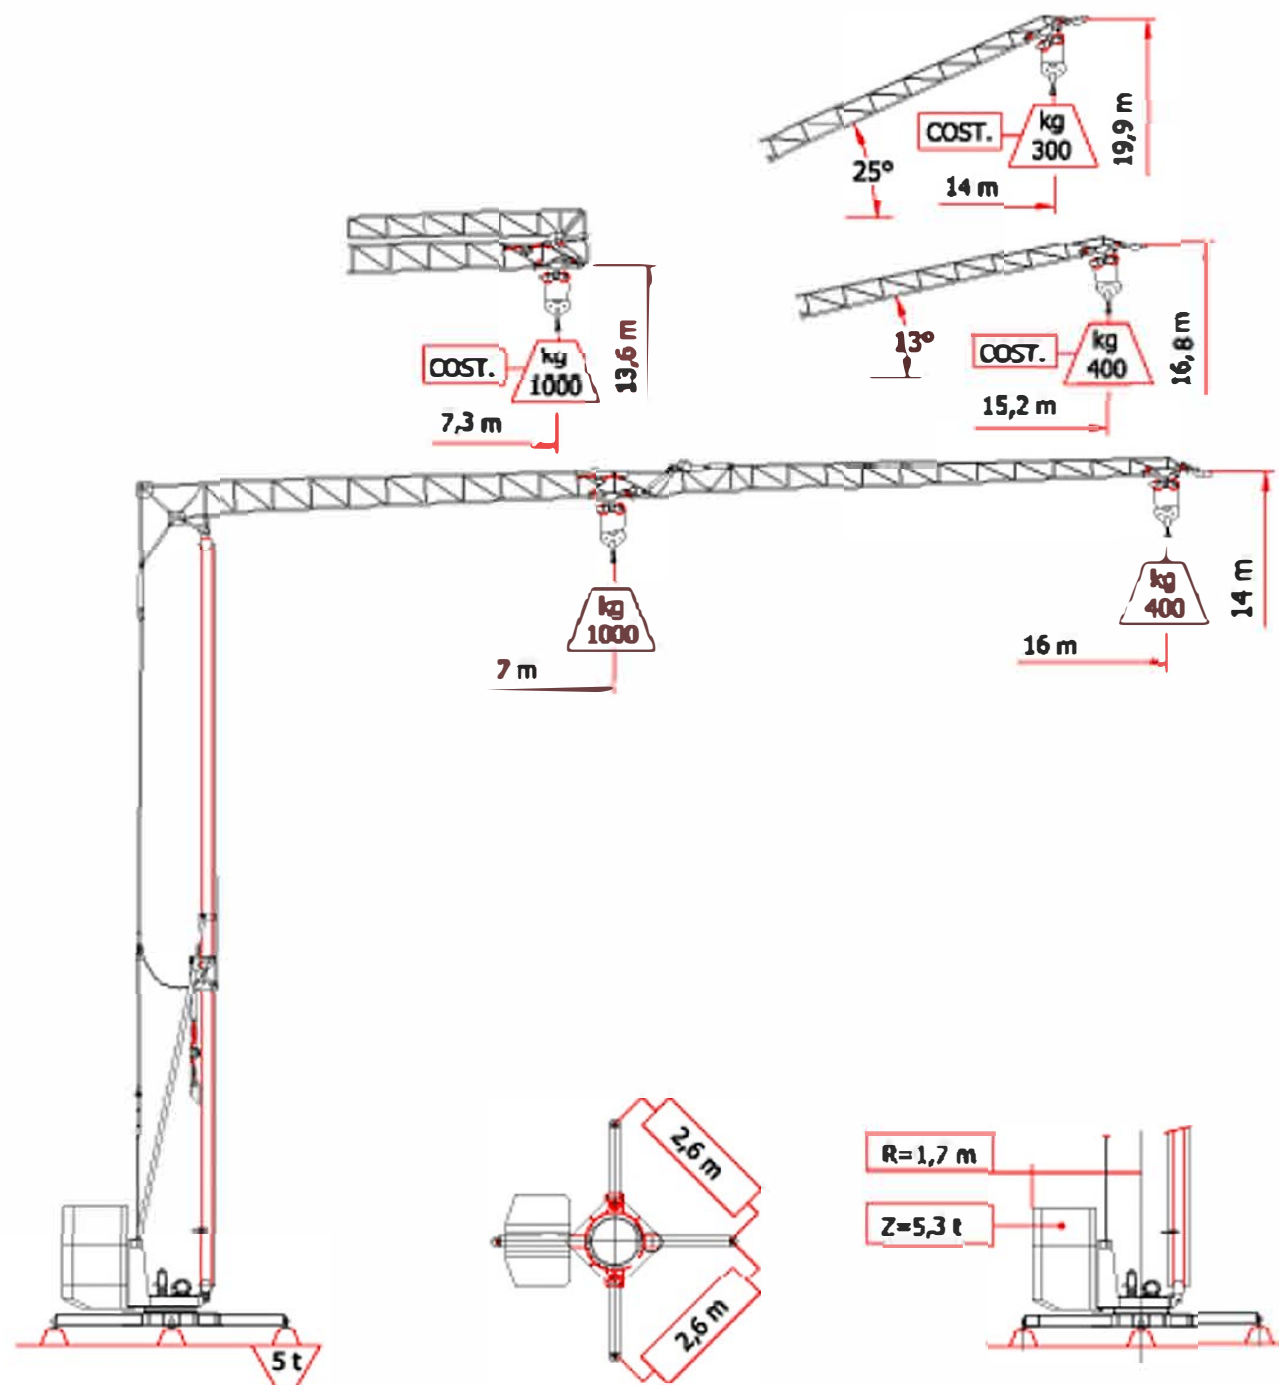 COST.
kg
300
19,9 m
25°
14 m
COST.
kg
1000
13,6 m
7,3 m
13°
COST.
kg
400
16,8 m
15,2 m
kg
1000
7 m
kg
400
14 m
16 m
2,6 m
2,6 m
R=1,7 m
Z=5,3 t
5 t